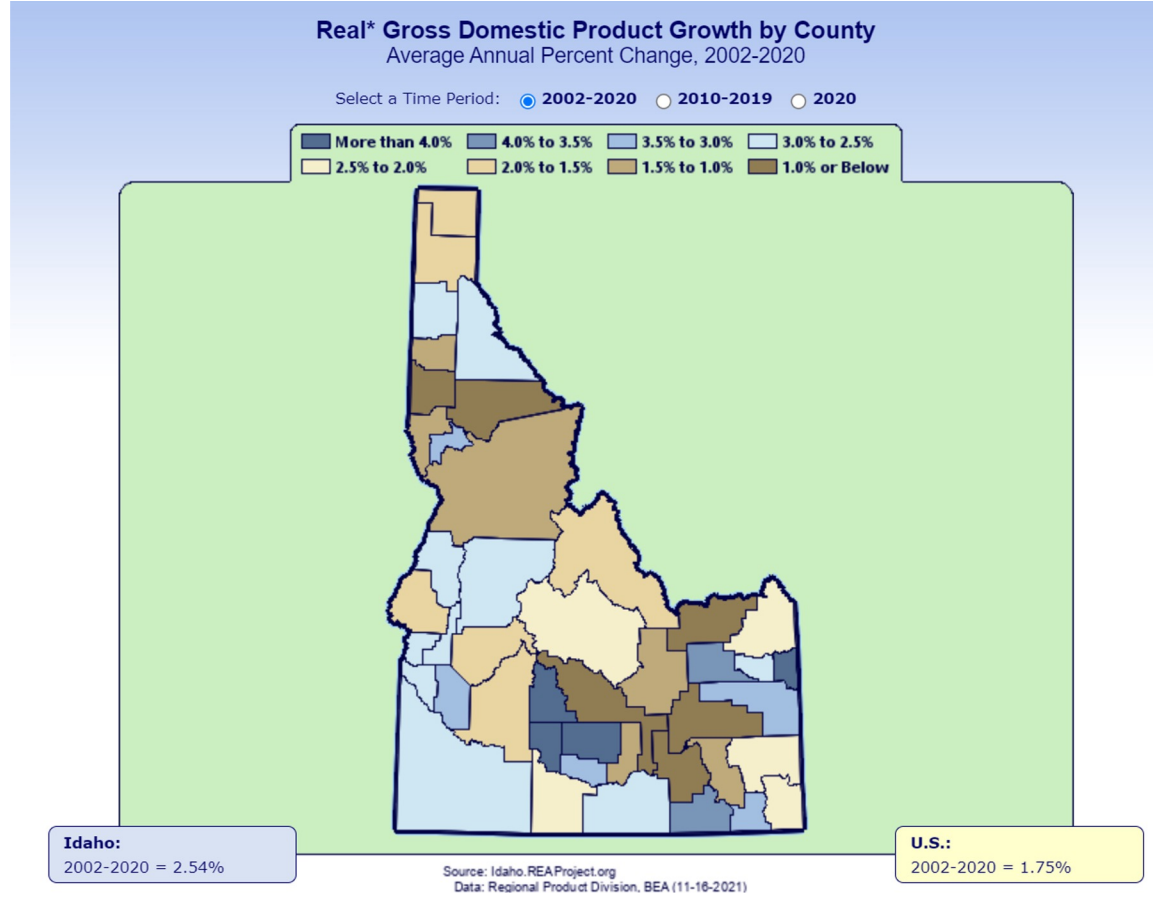 Real* Gross Domestic Product Growth by County
Average Annual Percent Change, 2002-2020
Select a Time Period: 2002-2020 2010-2019 2020
More than 4.0% 4.0% to 3.5% 3.5% to 3.0% 3.0% to 2.5%
2.5% to 2.0% 2.0% to 1.5% 1.5% to 1.0% 1.0% or Below
Idaho:
2002-2020 = 2.54%
U.S.:
2002-2020 = 1.75%
Source: Idaho.REAProject.org
Data: Regional Product Division, BEA (11-16-2021)